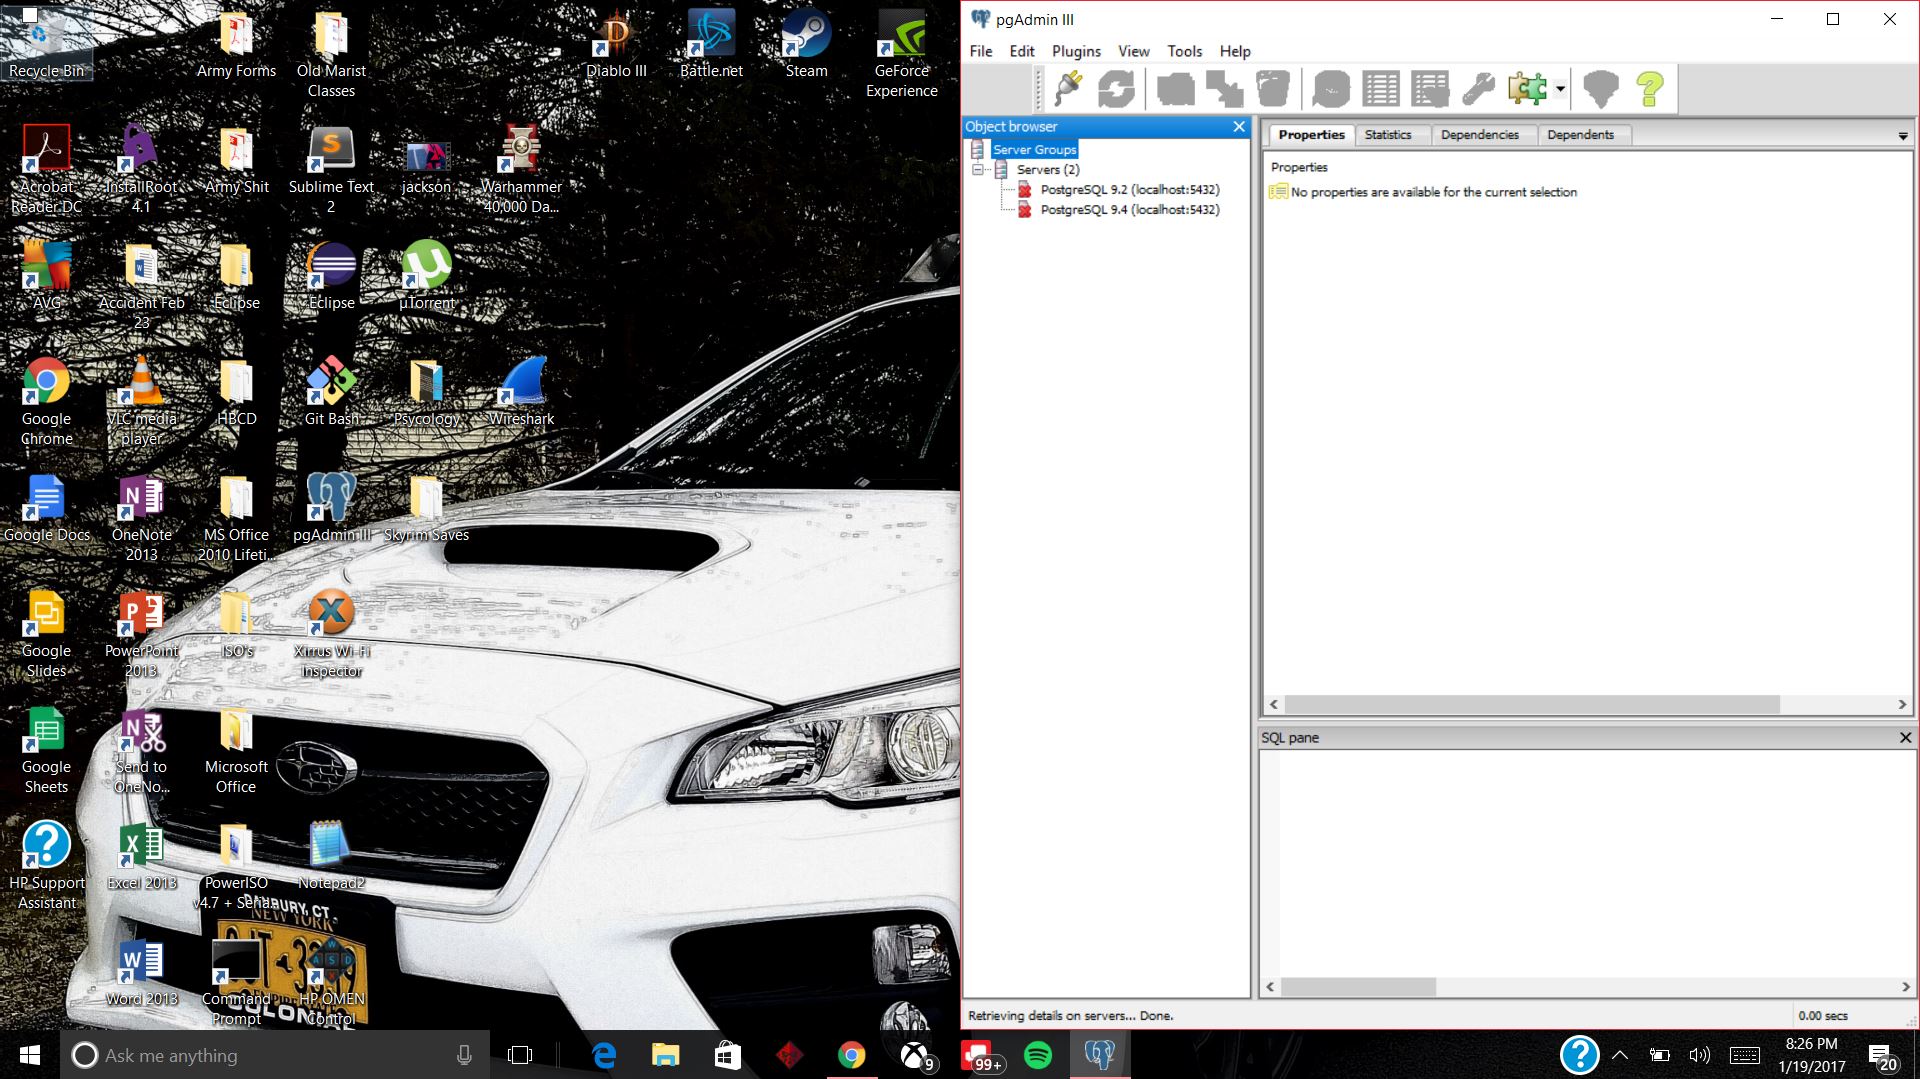 Recycle Bin
Army Forms
Old Marist
Classes
Diablo III
Battle.net
Steam
GeForce
Experience
Acrobat
Reader DC
InstallRoot
4.1
Army Shit
Sublime Text
2
jackson
Warhammer
40,000 Da...
AVG
Accident Feb
23
Eclipse
Eclipse
µTorrent
Google
Chrome
VLC media
player
HBCD
Git Bash
Psycology
Wireshark
Google Docs
OneNote
2013
MS Office
2010 Lifeti...
pgAdmin III
Skyrim Saves
Google
Slides
PowerPoint
2013
ISO's
Xirrus Wi-Fi
Inspector
Google
Sheets
Send to
OneNo...
Microsoft
Office
HP Support
Assistant
Excel 2013
PowerISO
v4.7 + Seria...
Notepad2
DANBURY, CT.
NEW YORK
Word 2013
Command
Prompt
HP OMEN
Control
pgAdmin III
File Edit Plugins View Tools Help
Object browser
Server Groups
Servers (2)
PostgreSQL 9.2 (localhost:5432)
PostgreSQL 9.4 (localhost:5432)
Properties Statistics Dependencies Dependents
Properties
No properties are available for the current selection
SQL pane
Retrieving details on servers... Done.
0.00 secs
Ask me anything
9
99+
8:26 PM
1/19/2017
20